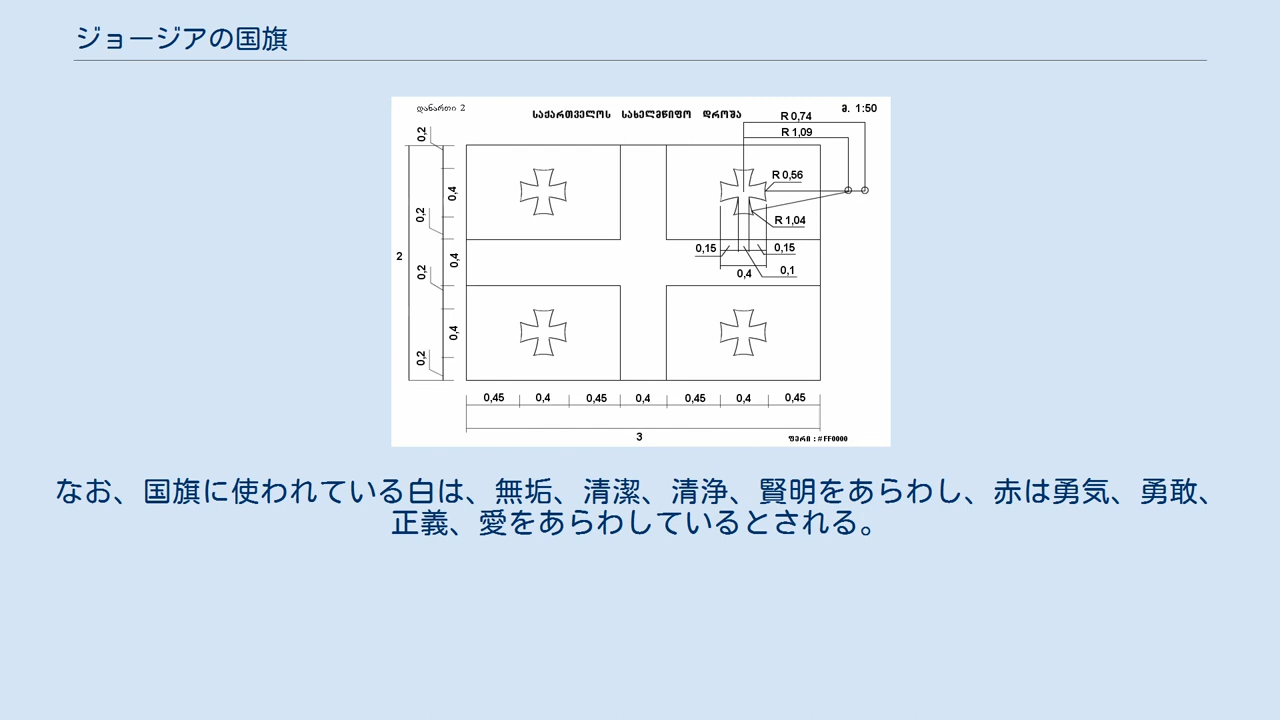 ジョージアの国旗
დანართი 2
საქართველოს სახელმწიფო დროშა
მ. 1:50
R 0,74
R 1,09
R 0,56
R 1,04
0,2
0,4
0,2
0,4
0,2
0,4
0,2
2
0,15
0,15
0,4
0,1
0,45 0,4 0,45 0,4 0,45 0,4 0,45
3
ფერი : #FF0000
なお、国旗に使われている白は、無垢、清潔、清浄、賢明をあらわし、赤は勇気、勇敢、
正義、愛をあらわしているとされる。